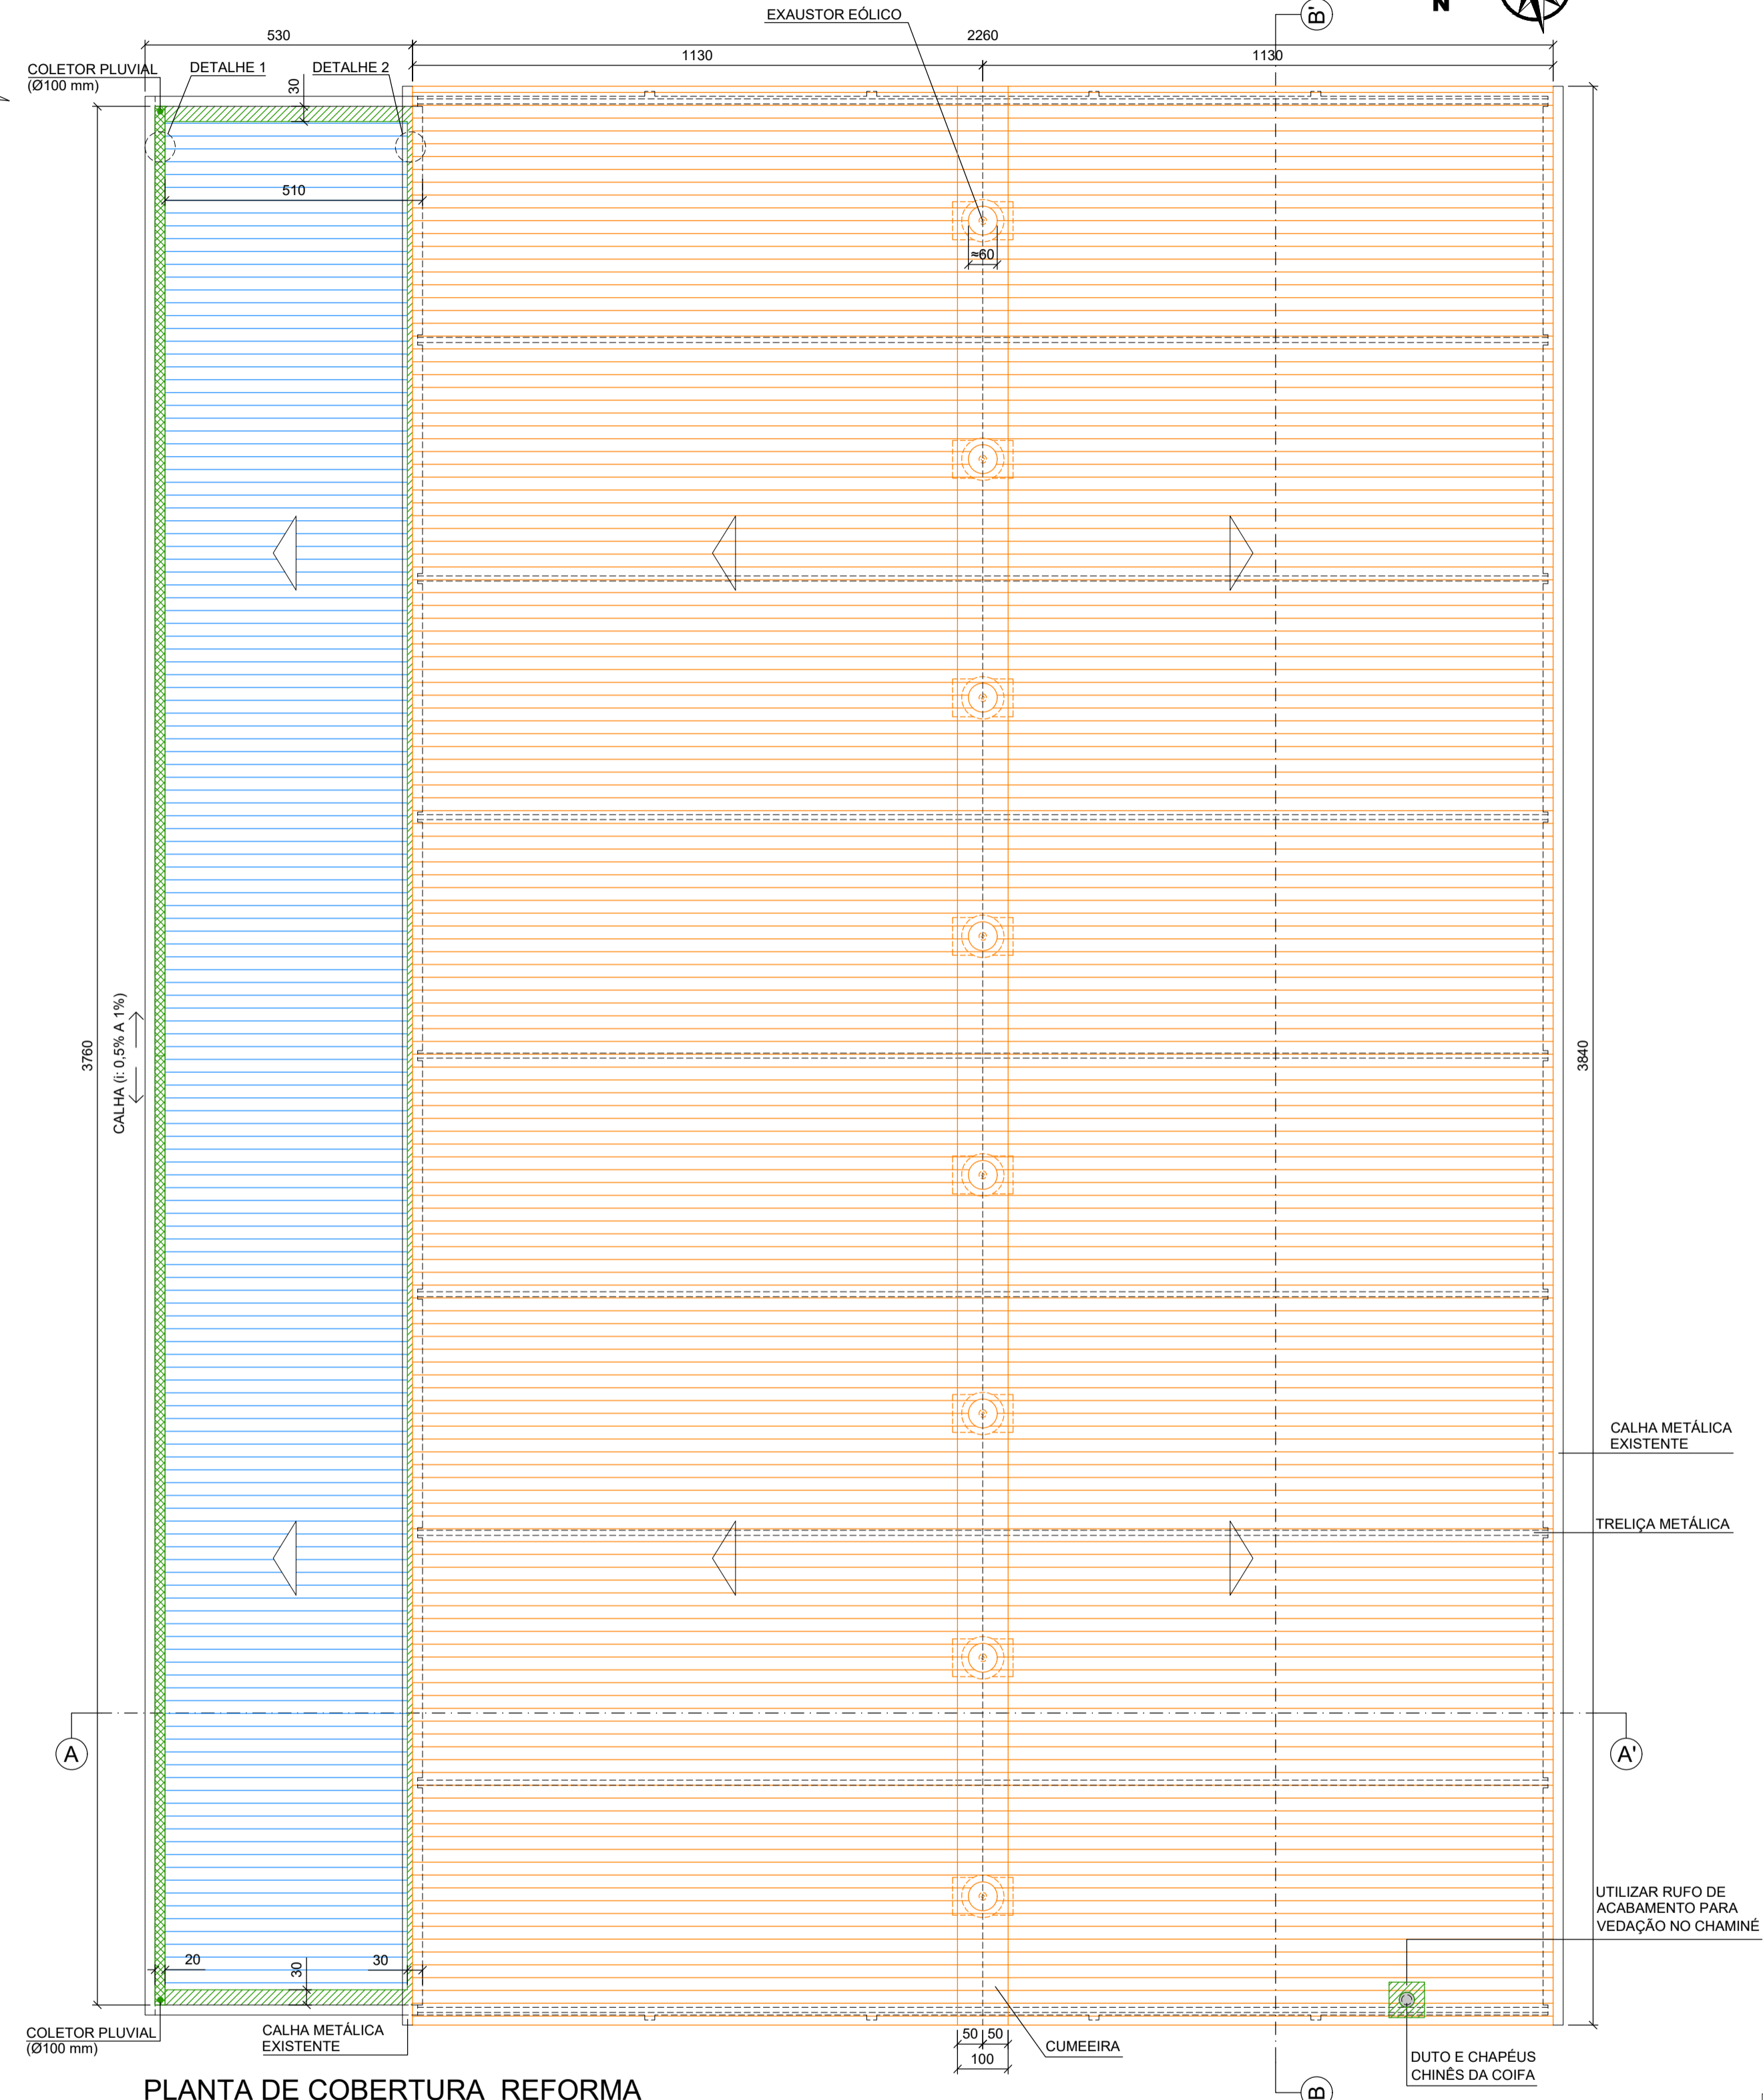 EXAUSTOR EÓLICO
B'
N
530
2260
1130
1130
COLETOR PLUVIAL
(Ø100 mm)
DETALHE 1
DETALHE 2
30
510
≈60
3760
CALHA (i: 0,5% A 1%)
3840
CALHA METÁLICA
EXISTENTE
TRELIÇA METÁLICA
A
A'
UTILIZAR RUFO DE
ACABAMENTO PARA
VEDAÇÃO NO CHAMINÉ
20
30
30
COLETOR PLUVIAL
(Ø100 mm)
CALHA METÁLICA
EXISTENTE
50
50
100
CUMEEIRA
DUTO E CHAPÉUS
CHINÊS DA COIFA
B
PLANTA DE COBERTURA REFORMA